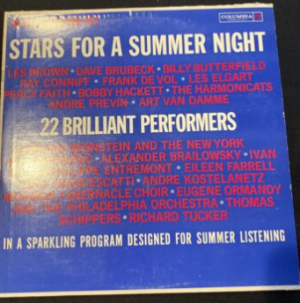 COLUMBIA
STARS FOR A SUMMER NIGHT
LES BROWN • DAVE BRUBECK • BILLY BUTTERFIELD
RAY CONNIFF • FRANK DE VOL • LES ELGART
PERCY FAITH • BOBBY HACKETT • THE HARMONICATS
ANDRE PREVIN • ART VAN DAMME
22 BRILLIANT PERFORMERS
BERNSTEIN AND THE NEW YORK
• ALEXANDER BRAILOWSKY • IVAN
PHILIPPE ENTREMONT • EILEEN FARRELL
FRANCESCATTI • ANDRE KOSTELANETZ
TABERNACLE CHOIR • EUGENE ORMANDY
AND THE PHILADELPHIA ORCHESTRA • THOMAS
SCHIPPERS • RICHARD TUCKER
IN A SPARKLING PROGRAM DESIGNED FOR SUMMER LISTENING